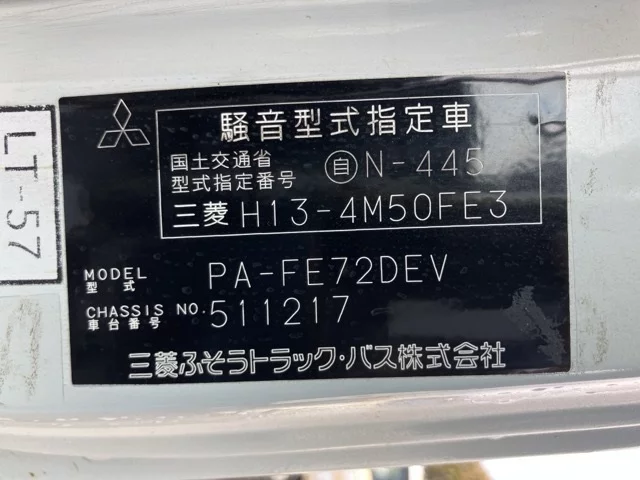 LT-57
騒音型式指定車
国土交通省
型式指定番号 自N-445
三菱 H13-4M50FE3
MODEL
型式 PA-FE72DEV
CHASSIS NO.
車台番号 511217
三菱ふそうトラック・バス株式会社